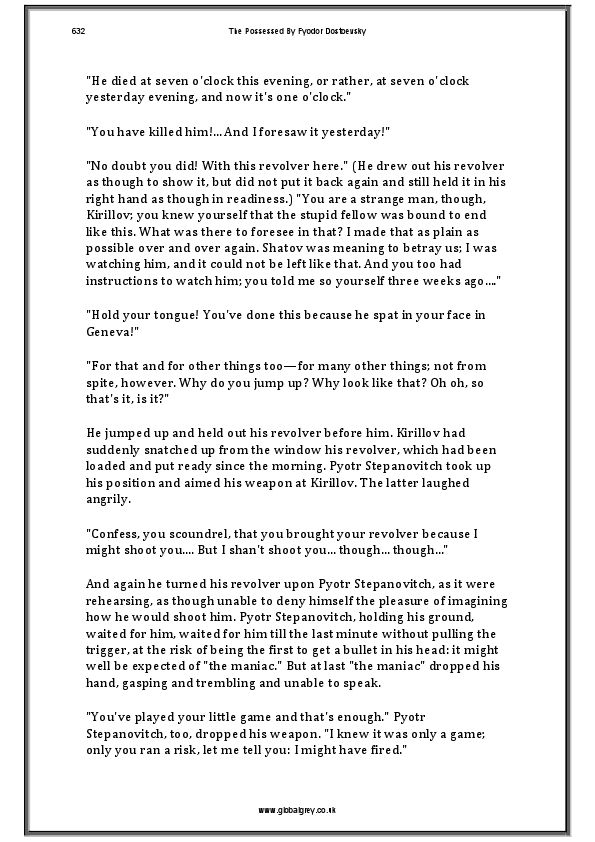 632 The Possessed By Fyodor Dostoevsky
"He died at seven o'clock this evening, or rather, at seven o'clock
yesterday evening, and now it's one o'clock."
"You have killed him!... And I foresaw it yesterday!"
"No doubt you did! With this revolver here." (He drew out his revolver
as though to show it, but did not put it back again and still held it in his
right hand as though in readiness.) "You are a strange man, though,
Kirillov; you knew yourself that the stupid fellow was bound to end
like this. What was there to foresee in that? I made that as plain as
possible over and over again. Shatov was meaning to betray us; I was
watching him, and it could not be left like that. And you too had
instructions to watch him; you told me so yourself three weeks ago...."
"Hold your tongue! You've done this because he spat in your face in
Geneva!"
"For that and for other things too—for many other things; not from
spite, however. Why do you jump up? Why look like that? Oh oh, so
that's it, is it?"
He jumped up and held out his revolver before him. Kirillov had
suddenly snatched up from the window his revolver, which had been
loaded and put ready since the morning. Pyotr Stepanovitch took up
his position and aimed his weapon at Kirillov. The latter laughed
angrily.
"Confess, you scoundrel, that you brought your revolver because I
might shoot you.... But I shan't shoot you... though... though..."
And again he turned his revolver upon Pyotr Stepanovitch, as it were
rehearsing, as though unable to deny himself the pleasure of imagining
how he would shoot him. Pyotr Stepanovitch, holding his ground,
waited for him, waited for him till the last minute without pulling the
trigger, at the risk of being the first to get a bullet in his head: it might
well be expected of "the maniac." But at last "the maniac" dropped his
hand, gasping and trembling and unable to speak.
"You've played your little game and that's enough." Pyotr
Stepanovitch, too, dropped his weapon. "I knew it was only a game;
only you ran a risk, let me tell you: I might have fired."
www.globalgrey.co.uk